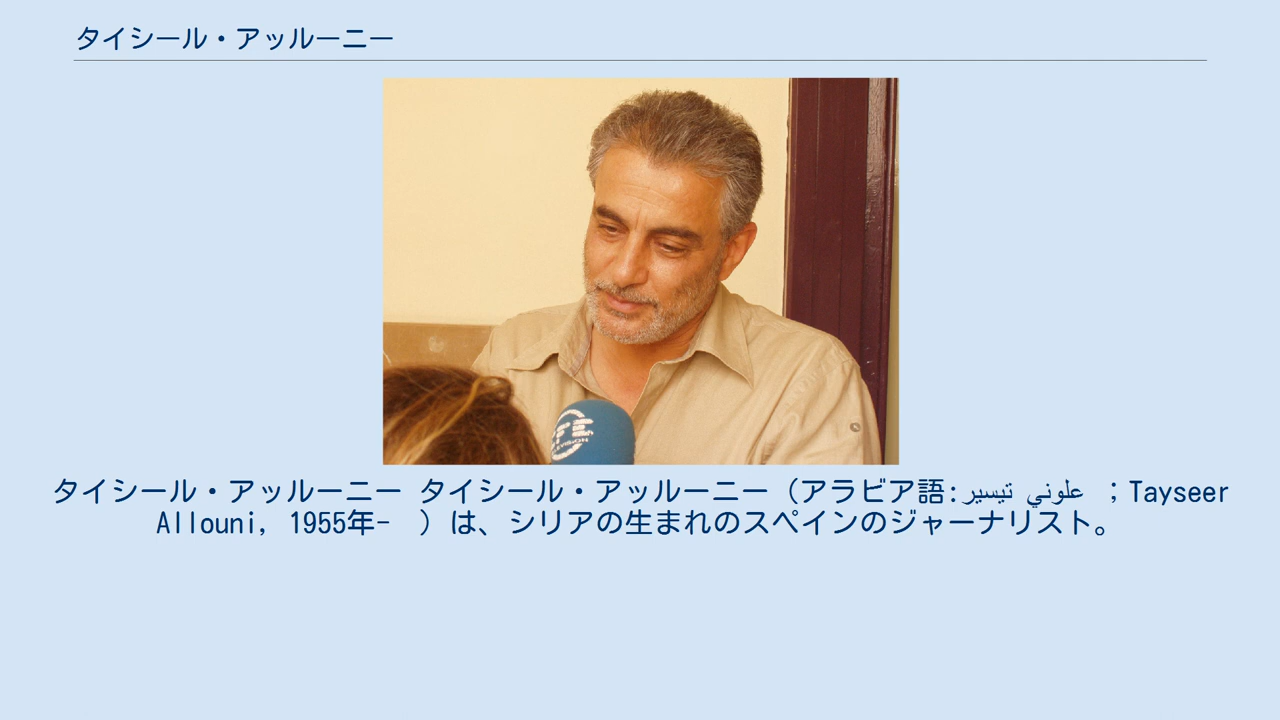 タイシール・アッルーニー
タイシール・アッルーニー タイシール・アッルーニー（アラビア語:علوني تيسير ；Tayseer
Allouni, 1955年- ）は、シリアの生まれのスペインのジャーナリスト。